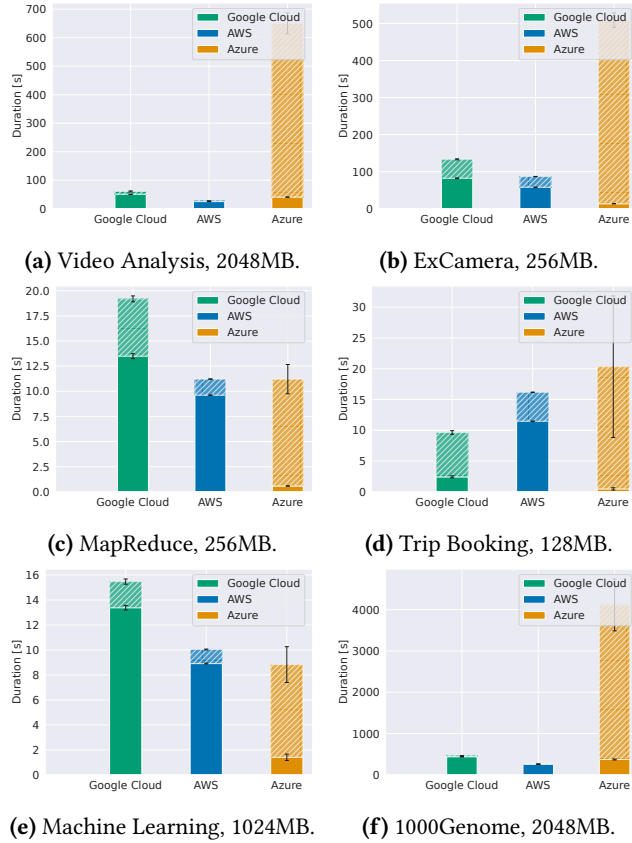 700
600
500
400
300
200
100
0
Duration [s]
Google Cloud
AWS
Azure
Google Cloud AWS Azure
(a) Video Analysis, 2048MB.
500
400
300
200
100
0
Duration [s]
Google Cloud
AWS
Azure
Google Cloud AWS Azure
(b) ExCamera, 256MB.
20.0
17.5
15.0
12.5
10.0
7.5
5.0
2.5
0.0
Duration [s]
Google Cloud
AWS
Azure
Google Cloud AWS Azure
(c) MapReduce, 256MB.
30
25
20
15
10
5
0
Duration [s]
Google Cloud
AWS
Azure
Google Cloud AWS Azure
(d) Trip Booking, 128MB.
16
14
12
10
8
6
4
2
0
Duration [s]
Google Cloud
AWS
Azure
Google Cloud AWS Azure
(e) Machine Learning, 1024MB.
4000
3000
2000
1000
0
Duration [s]
Google Cloud
AWS
Azure
Google Cloud AWS Azure
(f) 1000Genome, 2048MB.